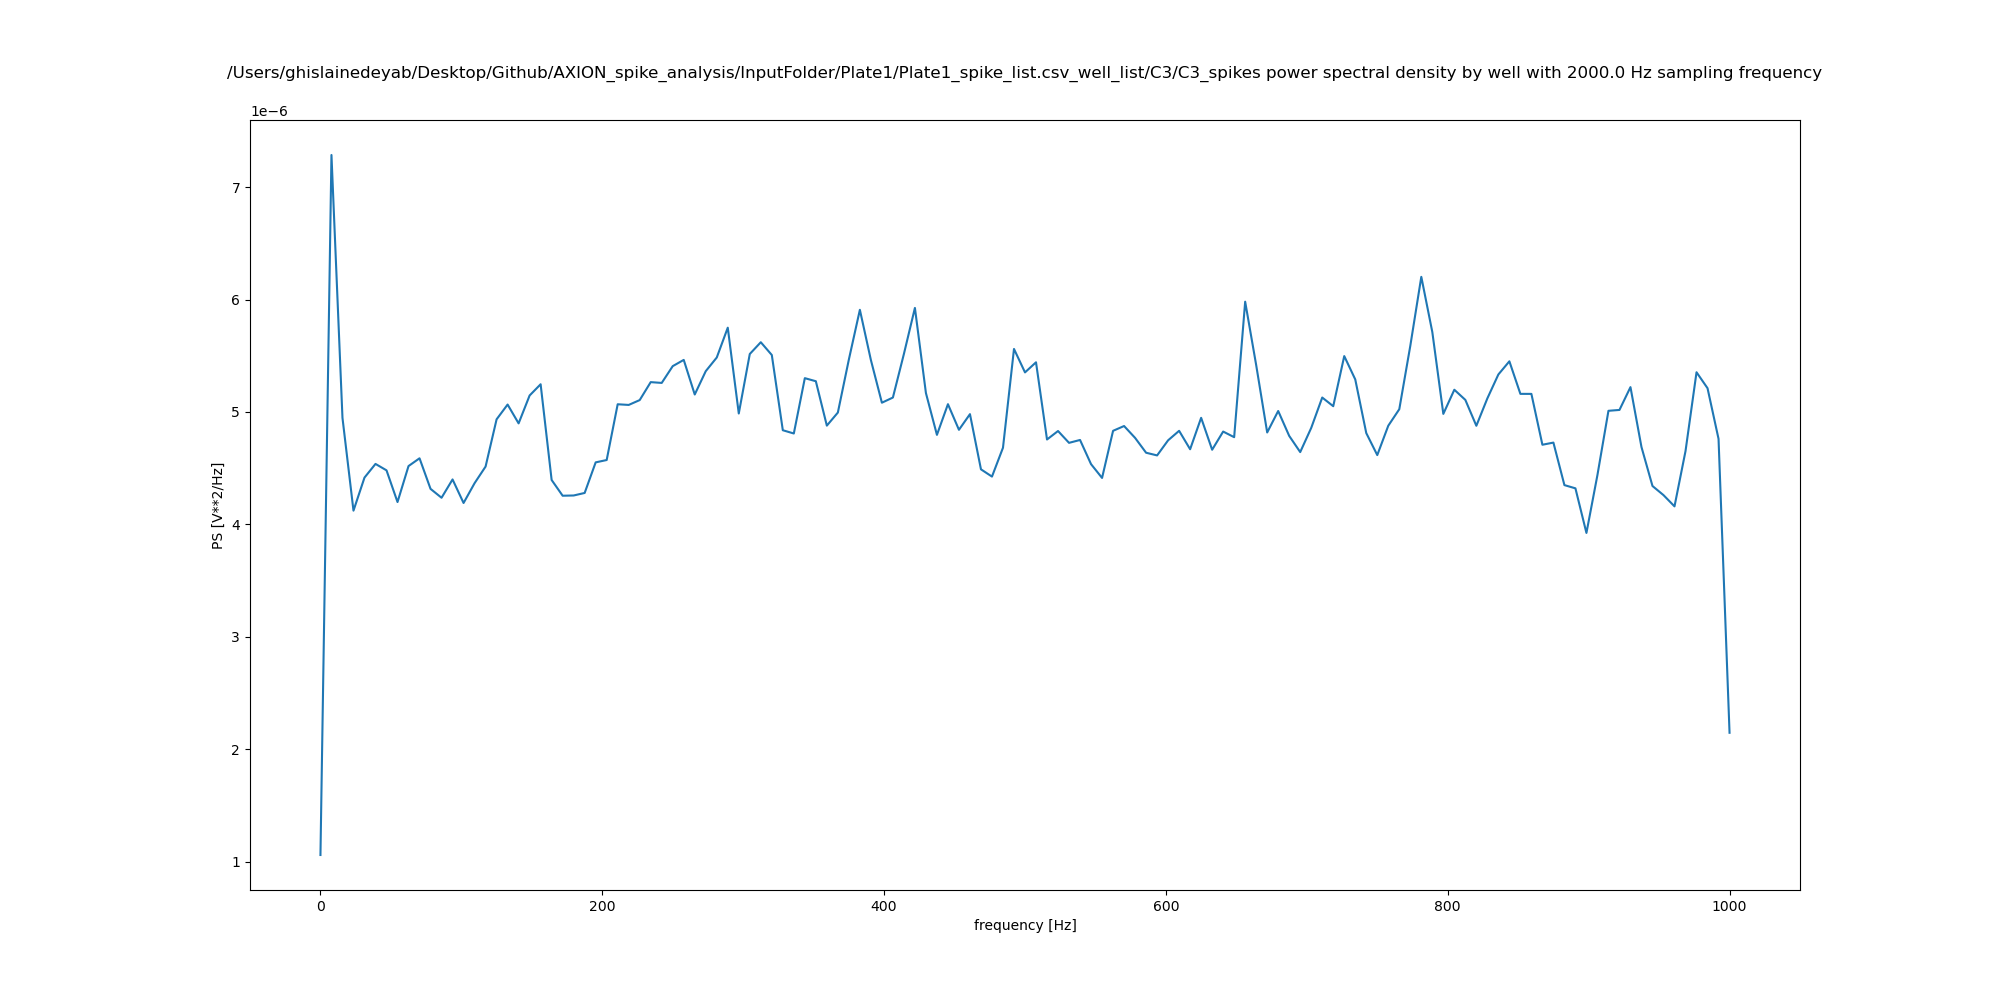 /Users/ghislainedeyab/Desktop/Github/AXION_spike_analysis/InputFolder/Plate1/Plate1_spike_list.csv_well_list/C3/C3_spikes power spectral density by well with 2000.0 Hz sampling frequency
1e−6
7
6
5
4
3
2
1
PS [V**2/Hz]
0 200 400 600 800 1000
frequency [Hz]